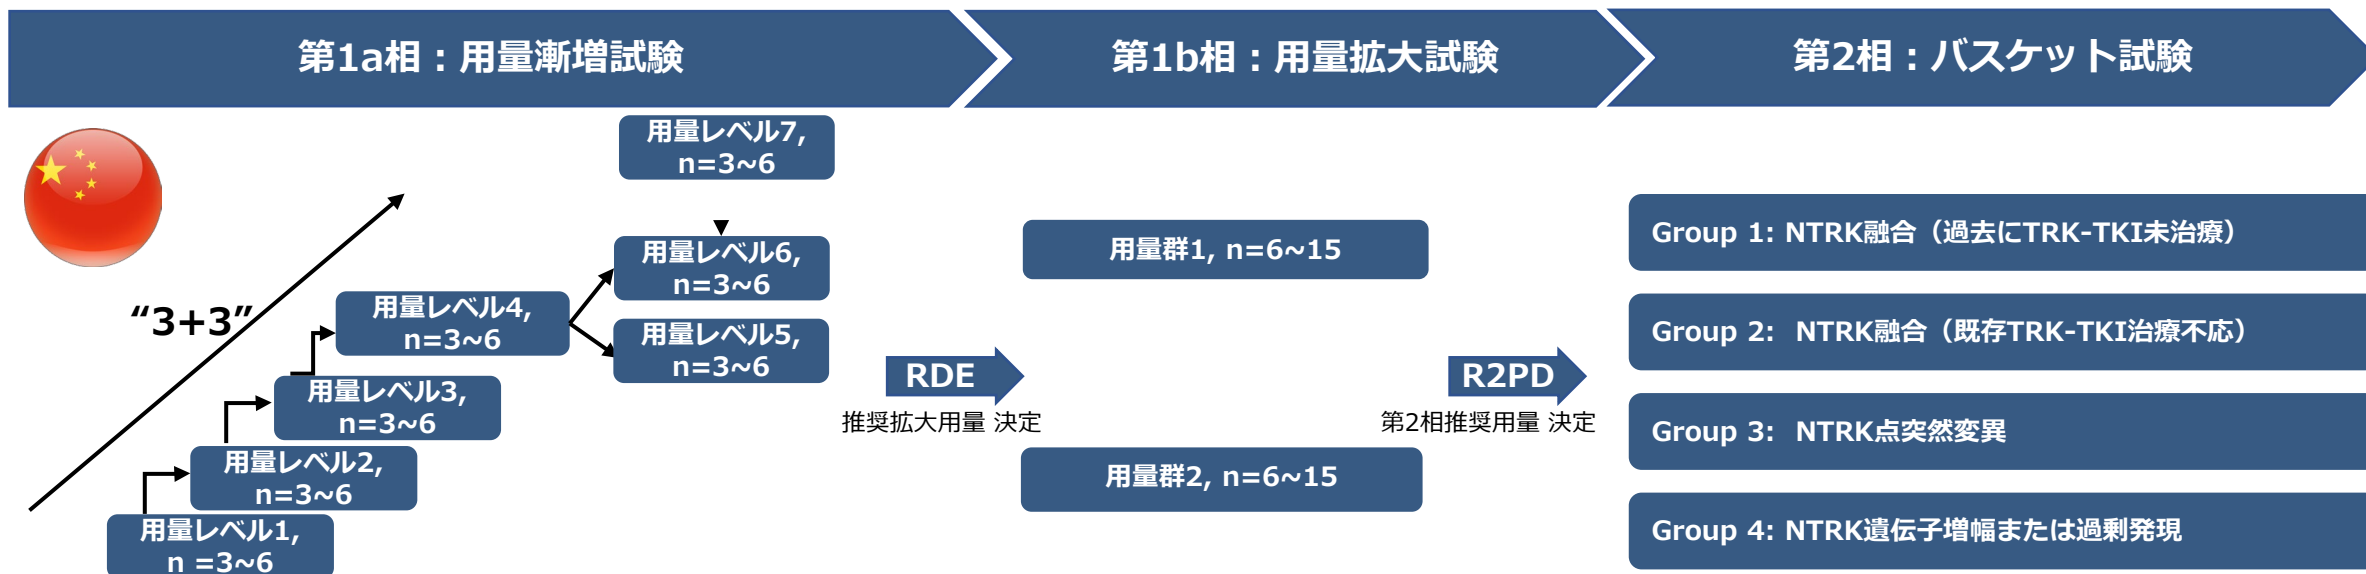 第1a相：用量漸増試験
第1b相：用量拡大試験
第2相：バスケット試験
“3+3”
用量レベル7,
n=3~6
用量レベル6,
n=3~6
用量レベル5,
n=3~6
用量レベル4,
n=3~6
用量レベル3,
n=3~6
用量レベル2,
n=3~6
用量レベル1,
n =3~6
RDE
推奨拡大用量 決定
用量群1, n=6~15
用量群2, n=6~15
R2PD
第2相推奨用量 決定
Group 1: NTRK融合（過去にTRK-TKI未治療）
Group 2: NTRK融合（既存TRK-TKI治療不応）
Group 3: NTRK点突然変異
Group 4: NTRK遺伝子増幅または過剰発現